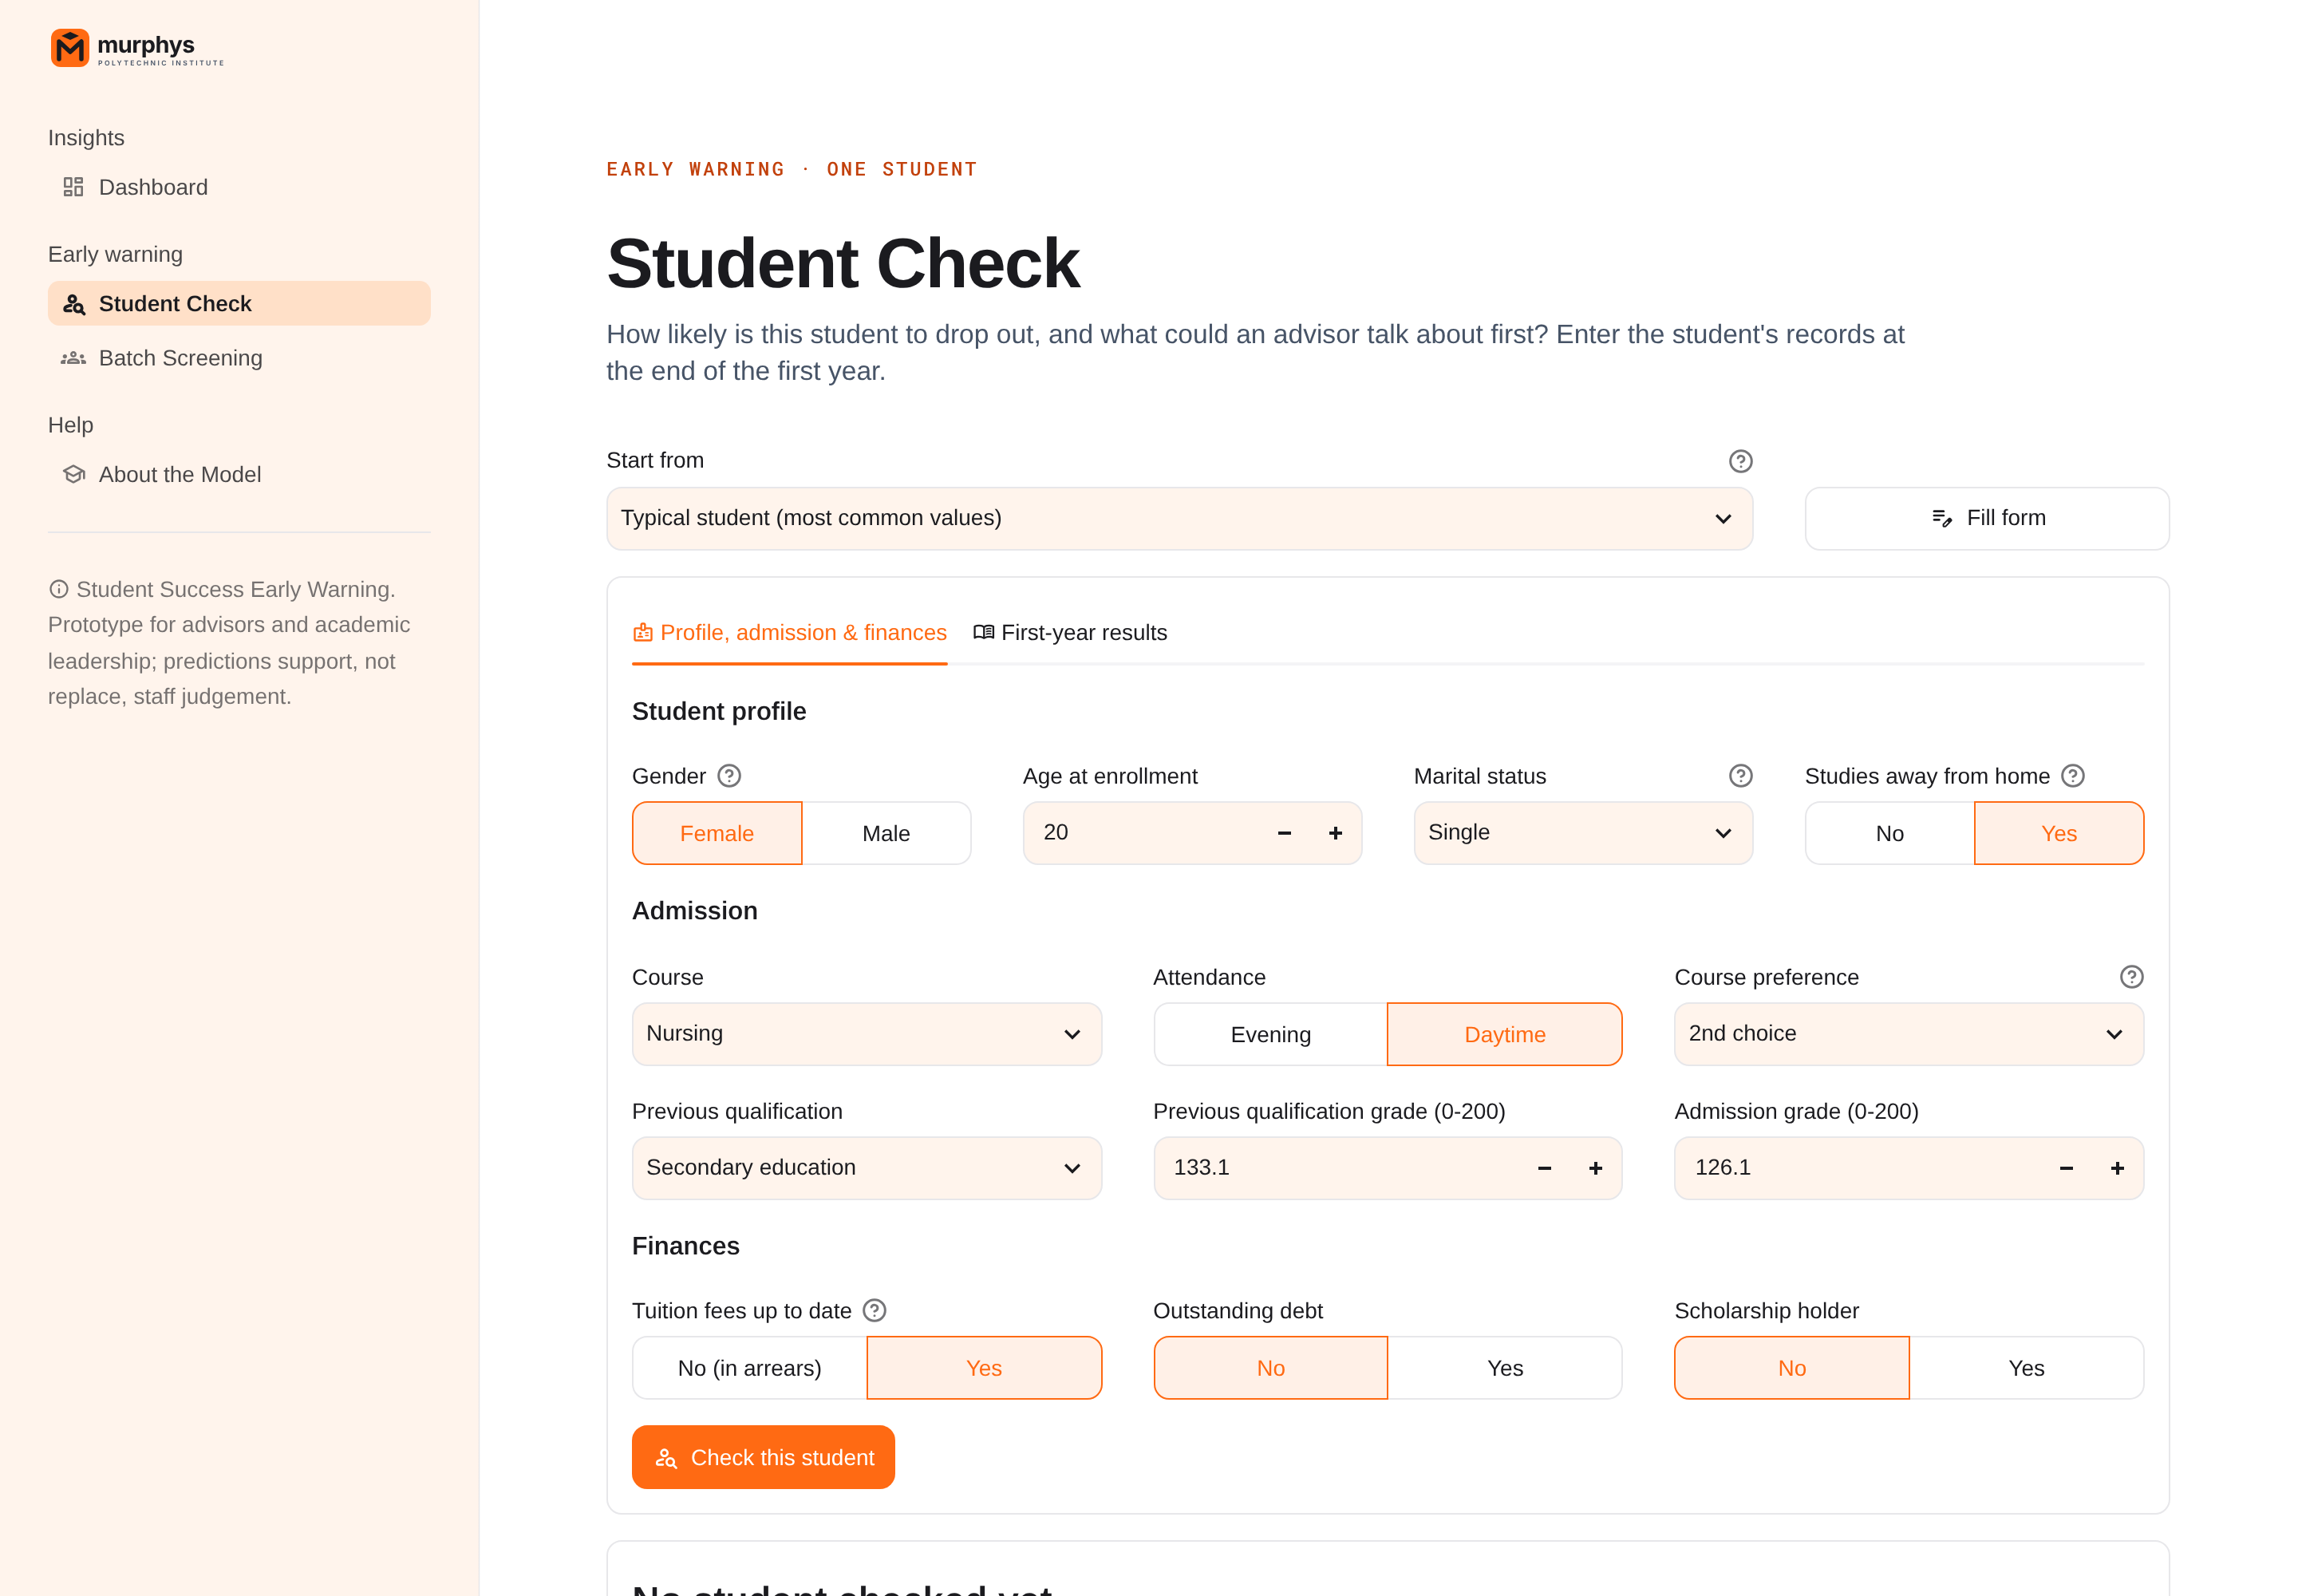 murphys
POLYTECHNIC INSTITUTE
Insights
Dashboard
Early warning
Student Check
Batch Screening
Help
About the Model
Student Success Early Warning.
Prototype for advisors and academic
leadership; predictions support, not
replace, staff judgement.
EARLY WARNING · ONE STUDENT
Student Check
How likely is this student to drop out, and what could an advisor talk about first? Enter the student's records at
the end of the first year.
Start from
Typical student (most common values)
Fill form
Profile, admission & finances First-year results
Student profile
Gender Age at enrollment Marital status Studies away from home
Female Male 20 Single No Yes
Admission
Course Attendance Course preference
Nursing Evening Daytime 2nd choice
Previous qualification Previous qualification grade (0-200) Admission grade (0-200)
Secondary education 133.1 126.1
Finances
Tuition fees up to date Outstanding debt Scholarship holder
No (in arrears) Yes No Yes No Yes
Check this student
No student checked yet